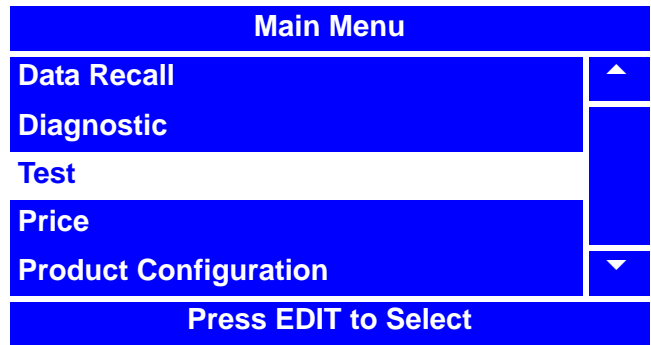 Main Menu
Data Recall
Diagnostic
Test
Price
Product Configuration
Press EDIT to Select